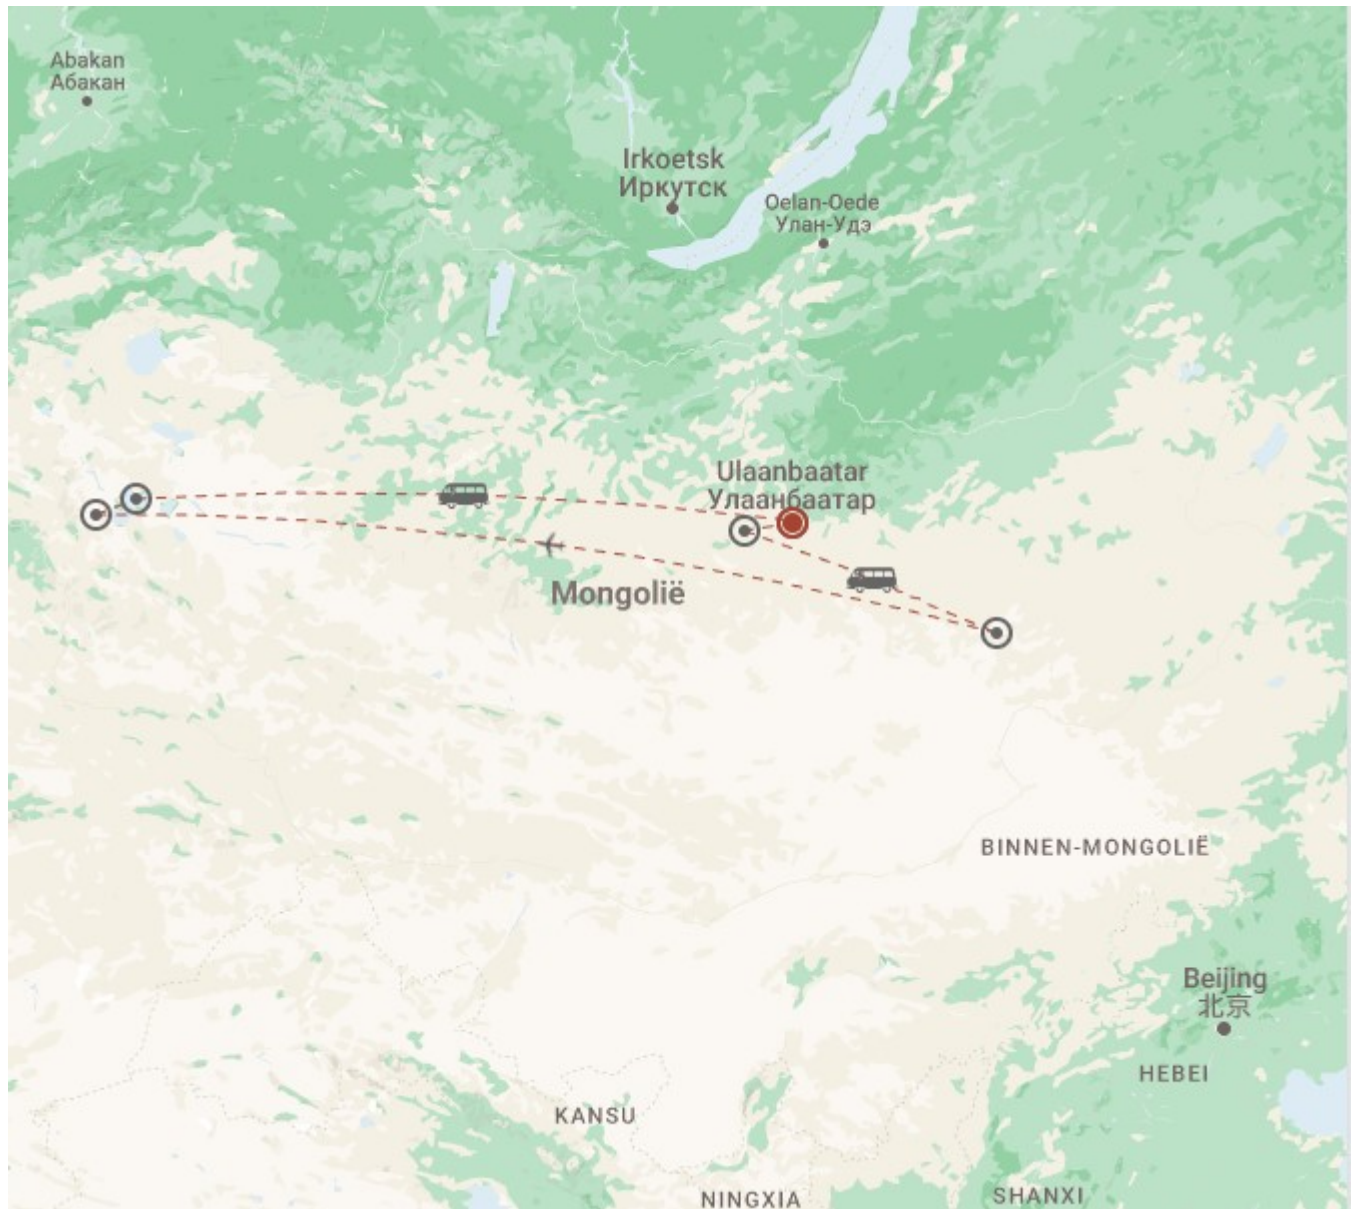 Abakan
Абакан
Irkoetsk
Иркутск
Oelan-Oede
Улан-Удэ
Ulaanbaatar
Улаанбаатар
Mongolië
BINNEN-MONGOLIË
Beijing
北京
HEBEI
KANSU
NINGXIA
SHANXI